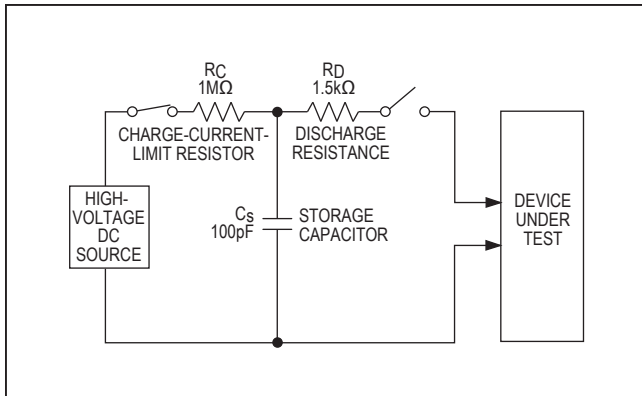 RC
1MΩ
CHARGE-CURRENT-
LIMIT RESISTOR
RD
1.5kΩ
DISCHARGE
RESISTANCE
HIGH-
VOLTAGE
DC
SOURCE
Cs
100pF
STORAGE
CAPACITOR
DEVICE
UNDER
TEST